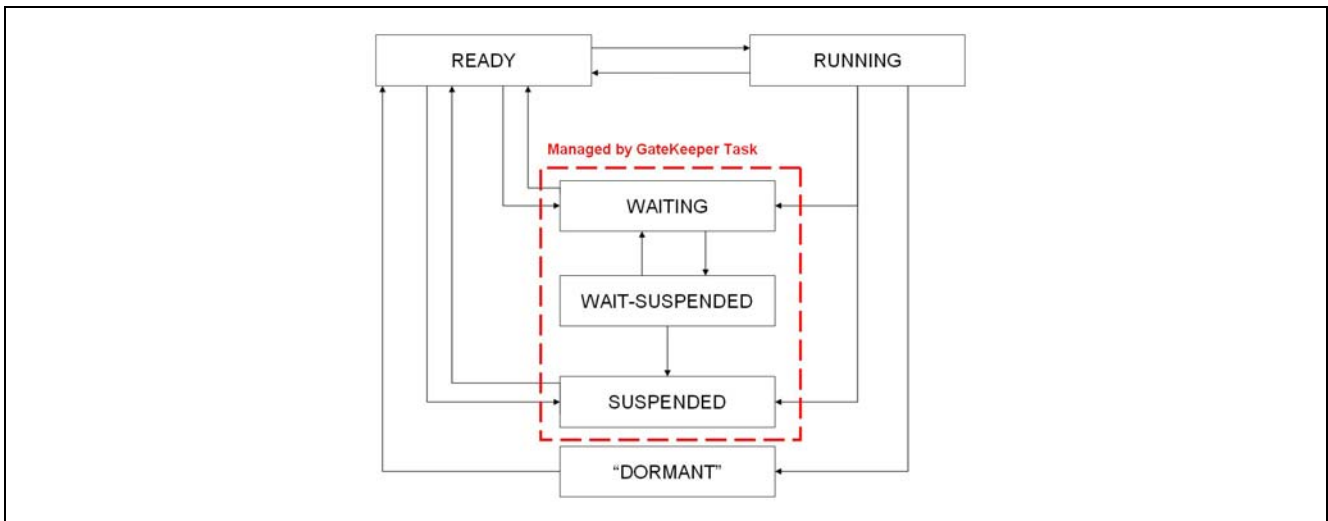 READY
RUNNING
Managed by GateKeeper Task
WAITING
WAIT-SUSPENDED
SUSPENDED
“DORMANT”